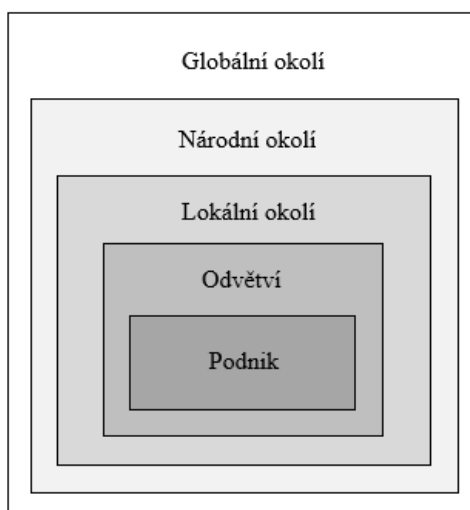 Globální okolí
Národní okolí
Lokální okolí
Odvětví
Podnik